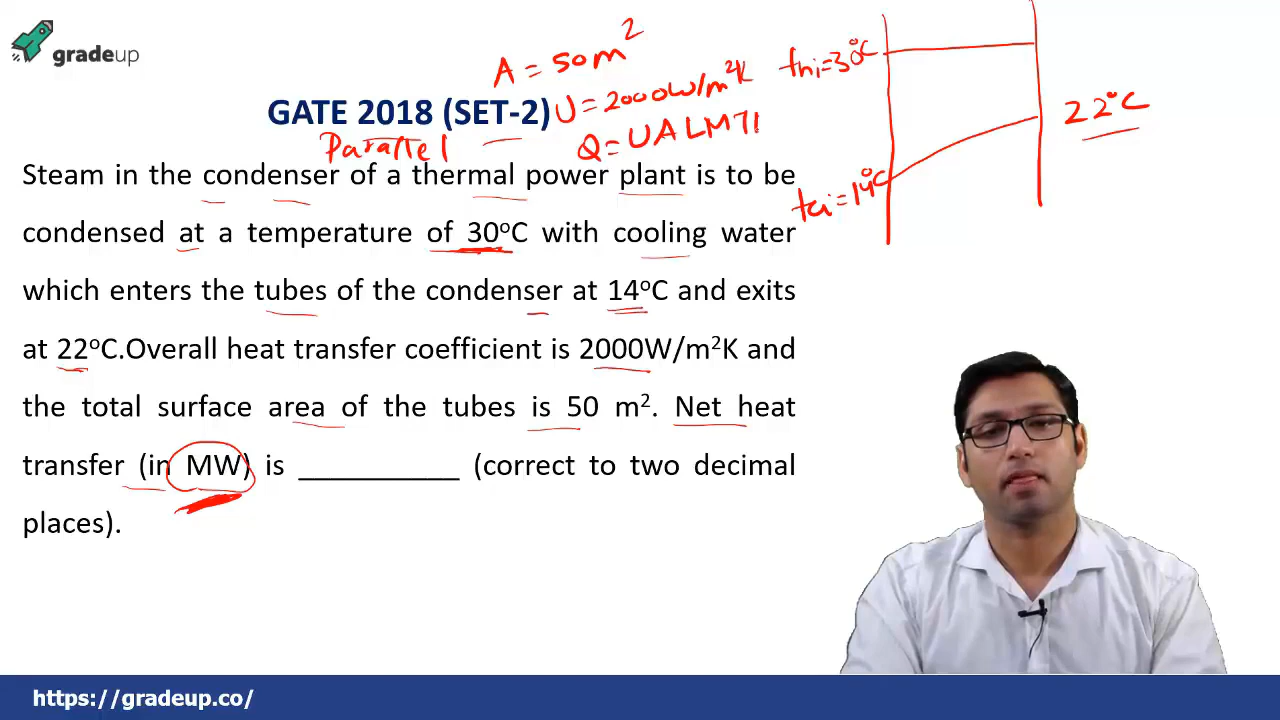 gradeup
A = 50m²
GATE 2018 (SET-2)
U = 2000W/m²K
Q = UA LMTD
Parallel
thi=30°C
tci=14°C
22°C
Steam in the condenser of a thermal power plant is to be
condensed at a temperature of 30°C with cooling water
which enters the tubes of the condenser at 14°C and exits
at 22°C.Overall heat transfer coefficient is 2000W/m²K and
the total surface area of the tubes is 50 m². Net heat
transfer (in MW) is __________ (correct to two decimal
places).
https://gradeup.co/